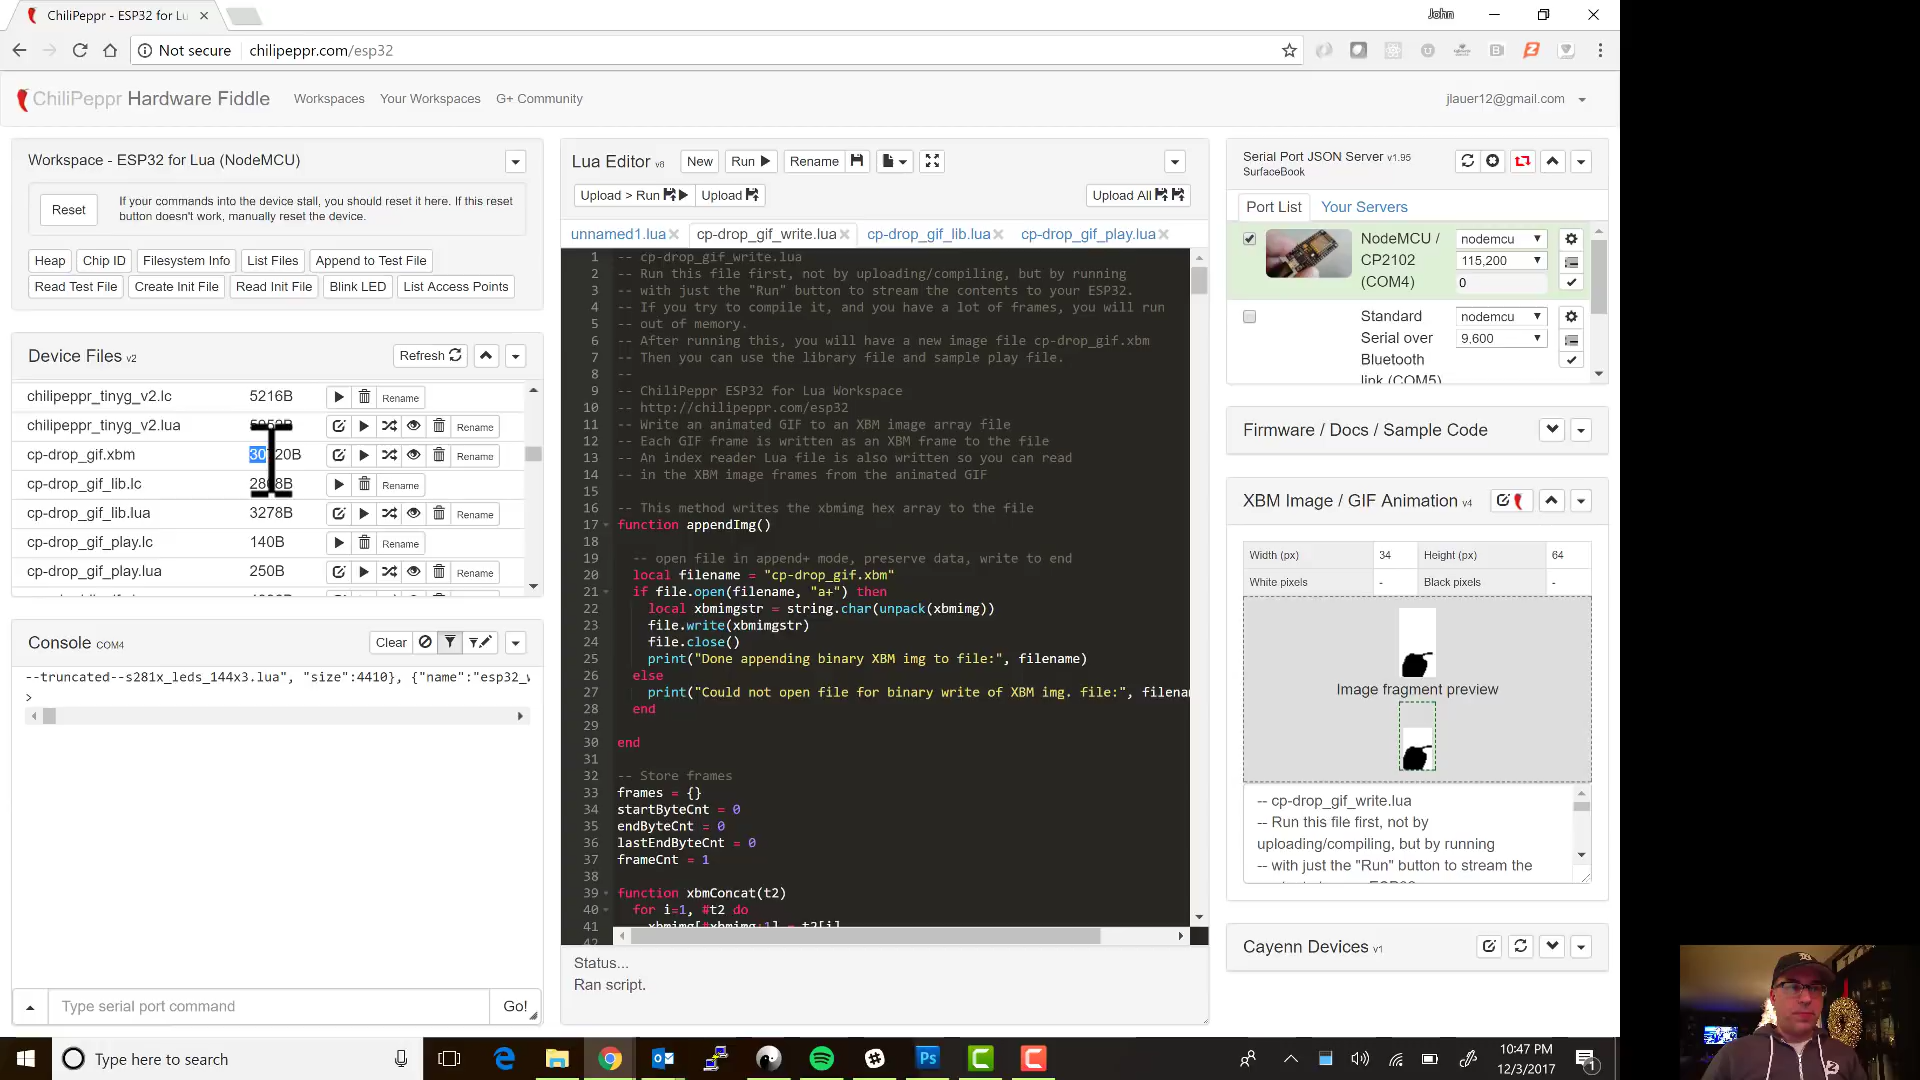 ChiliPeppr - ESP32 for Lu
John
Not secure
chilipeppr.com/esp32
ChiliPeppr Hardware Fiddle
Workspaces
Your Workspaces
G+ Community
jlauer12@gmail.com
Workspace - ESP32 for Lua (NodeMCU)
Reset
If your commands into the device stall, you should reset it here. If this reset
button doesn't work, manually reset the device.
Heap
Chip ID
Filesystem Info
List Files
Append to Test File
Read Test File
Create Init File
Read Init File
Blink LED
List Access Points
Device Files v2
Refresh
chilipeppr_tinyg_v2.lc 5216B Rename
chilipeppr_tinyg_v2.lua Rename
cp-drop_gif.xbm Rename
cp-drop_gif_lib.lc Rename
cp-drop_gif_lib.lua 3278B Rename
cp-drop_gif_play.lc 140B Rename
cp-drop_gif_play.lua 250B Rename
Console COM4
Clear
--truncated--s281x_leds_144x3.lua", "size":4410}, {"name":"esp32_w
>
Type serial port command
Go!
Lua Editor v8
New
Run
Rename
Upload > Run
Upload
Upload All
unnamed1.lua
cp-drop_gif_write.lua
cp-drop_gif_lib.lua
cp-drop_gif_play.lua
1 -- cp-drop_gif_write.lua
2 -- Run this file first, not by uploading/compiling, but by running
3 -- with just the "Run" button to stream the contents to your ESP32.
4 -- If you try to compile it, and you have a lot of frames, you will run
5 -- out of memory.
6 -- After running this, you will have a new image file cp-drop_gif.xbm
7 -- Then you can use the library file and sample play file.
8 --
9 -- ChiliPeppr ESP32 for Lua Workspace
10 -- http://chilipeppr.com/esp32
11 -- Write an animated GIF to an XBM image array file
12 -- Each GIF frame is written as an XBM frame to the file
13 -- An index reader Lua file is also written so you can read
14 -- in the XBM image frames from the animated GIF
15
16 -- This method writes the xbmimg hex array to the file
17 function appendImg()
18
19 -- open file in append+ mode, preserve data, write to end
20 local filename = "cp-drop_gif.xbm"
21 if file.open(filename, "a+") then
22 local xbmimgstr = string.char(unpack(xbmimg))
23 file.write(xbmimgstr)
24 file.close()
25 print("Done appending binary XBM img to file:", filename)
26 else
27 print("Could not open file for binary write of XBM img. file:", filenam
28 end
29
30 end
31
32 -- Store frames
33 frames = {}
34 startByteCnt = 0
35 endByteCnt = 0
36 lastEndByteCnt = 0
37 frameCnt = 1
38
39 function xbmConcat(t2)
40 for i=1, #t2 do
41 xbmimg[#xbmimg+1] = t2[i]
42
Status...
Ran script.
Serial Port JSON Server v1.95
SurfaceBook
Port List
Your Servers
NodeMCU /
CP2102
(COM4)
nodemcu
115,200
0
Standard
Serial over
Bluetooth
link (COM5)
nodemcu
9,600
Firmware / Docs / Sample Code
XBM Image / GIF Animation v4
Width (px) 34 Height (px) 64
White pixels - Black pixels -
Image fragment preview
-- cp-drop_gif_write.lua
-- Run this file first, not by
uploading/compiling, but by running
-- with just the "Run" button to stream the
Cayenn Devices v1
Type here to search
10:47 PM
12/3/2017
1